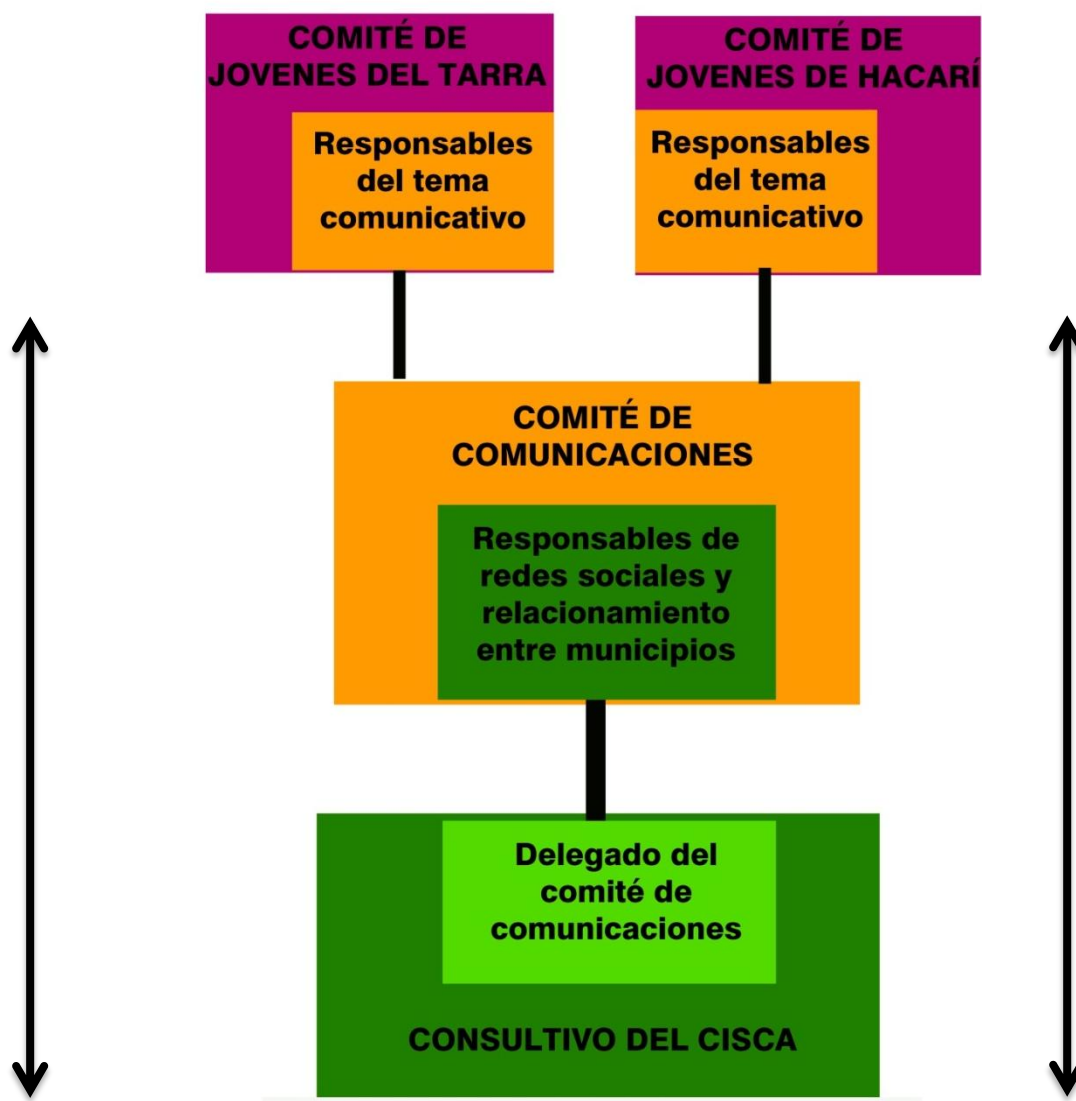 COMITÉ DE
JOVENES DEL TARRA
Responsables
del tema
comunicativo
COMITÉ DE
JOVENES DE HACARÍ
Responsables
del tema
comunicativo
COMITÉ DE
COMUNICACIONES
Responsables de
redes sociales y
relacionamiento
entre municipios
Delegado del
comité de
comunicaciones
CONSULTIVO DEL CISCA